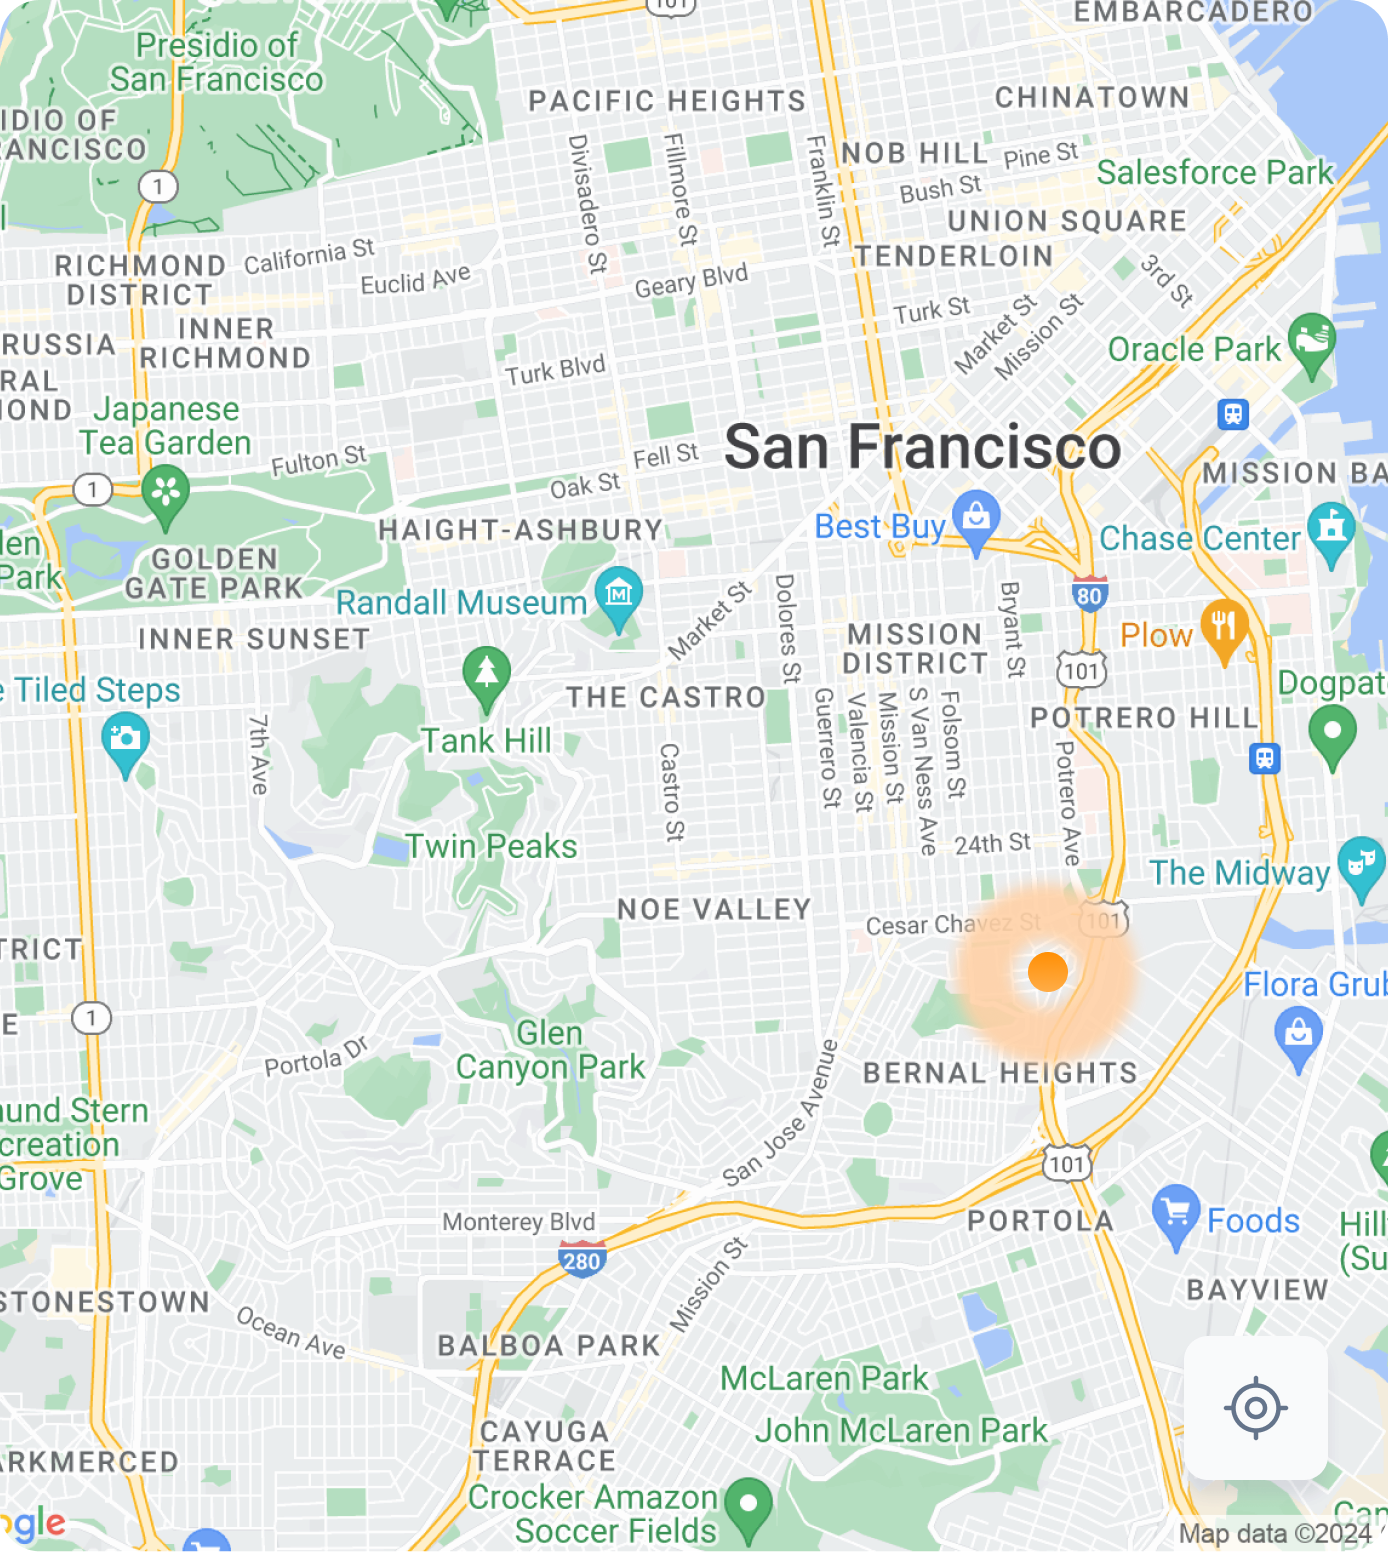 101
EMBARCADERO
Presidio of
San Francisco
PACIFIC HEIGHTS
CHINATOWN
IDIO OF
RANCISCO
Divisadero St
Fillmore St
Franklin St
NOB HILL
Pine St
Bush St
Salesforce Park
1
UNION SQUARE
TENDERLOIN
California St
Euclid Ave
Geary Blvd
3rd St
RICHMOND
DISTRICT
Turk St
Market St
Mission St
RUSSIA
INNER
RICHMOND
Oracle Park
RAL
IOND
Turk Blvd
Japanese
Tea Garden
San Francisco
Fulton St
Fell St
Oak St
1
MISSION BA
HAIGHT-ASHBURY
Best Buy
Chase Center
len
Park
GOLDEN
GATE PARK
Randall Museum
Market St
Dolores St
Bryant St
80
INNER SUNSET
MISSION
DISTRICT
Plow
101
e Tiled Steps
THE CASTRO
Dogpat
7th Ave
Tank Hill
Castro St
Guerrero St
Valencia St
Mission St
S Van Ness Ave
Folsom St
POTRERO HILL
Potrero Ave
Twin Peaks
24th St
The Midway
NOE VALLEY
Cesar Chavez St
101
TRICT
Flora Grub
E
1
Portola Dr
Glen
Canyon Park
San Jose Avenue
BERNAL HEIGHTS
und Stern
creation
Grove
101
Monterey Blvd
PORTOLA
Foods
Hill
(Su
280
Mission St
BAYVIEW
STONESTOWN
Ocean Ave
BALBOA PARK
McLaren Park
John McLaren Park
CAYUGA
TERRACE
ARKMERCED
Crocker Amazon
Soccer Fields
ogle
Can
Map data ©2024